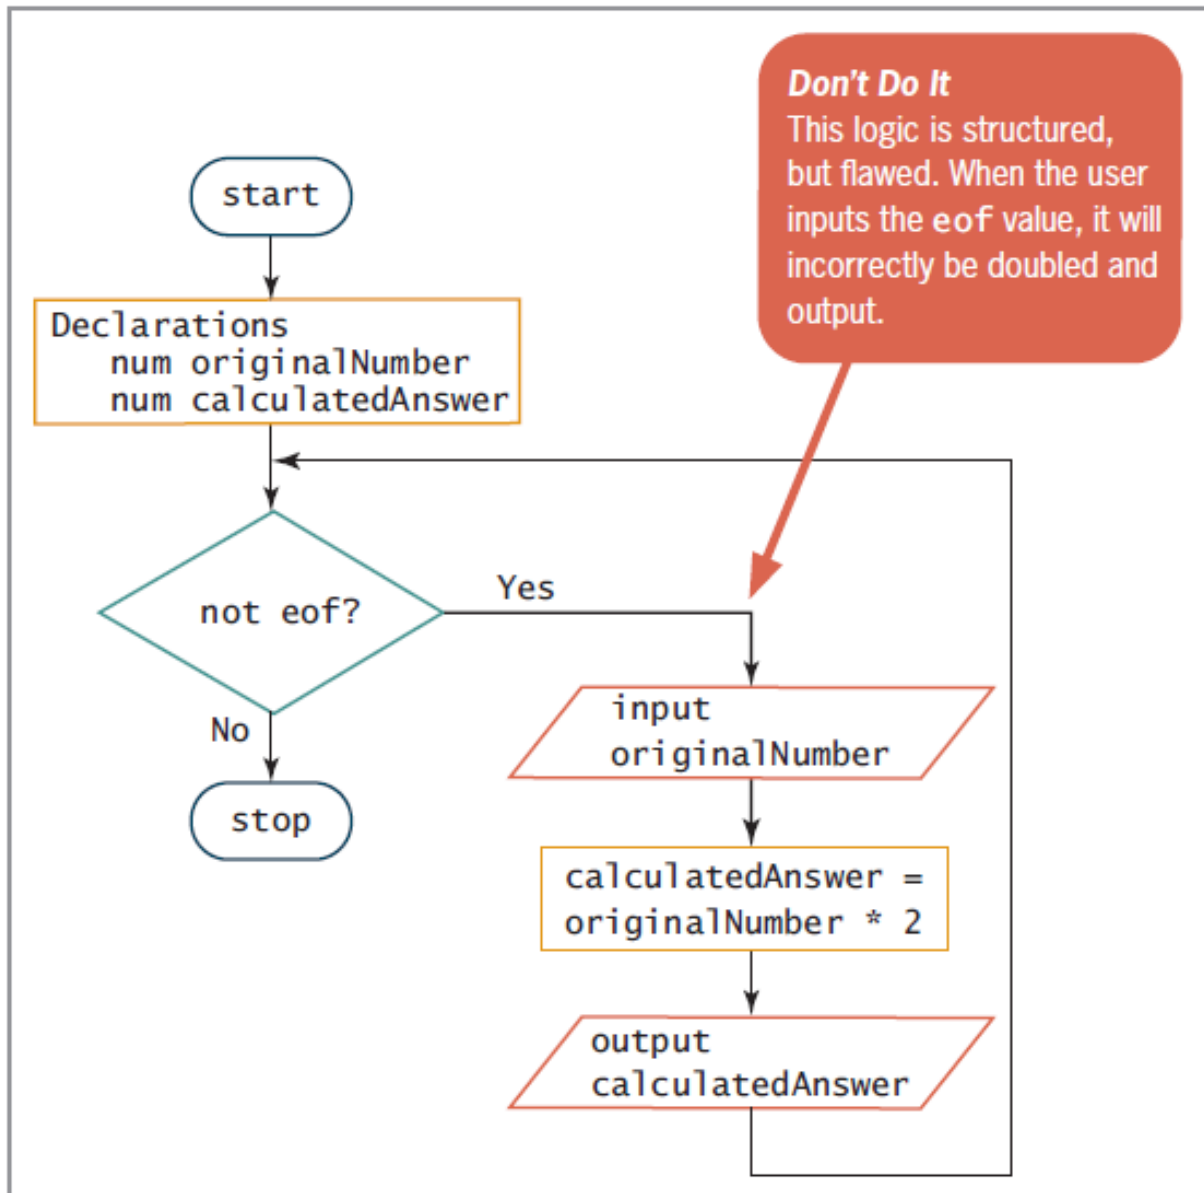 Don't Do It
This logic is structured,
but flawed. When the user
inputs the eof value, it will
incorrectly be doubled and
output.
start
Declarations
num originalNumber
num calculatedAnswer
not eof?
Yes
No
stop
input
originalNumber
calculatedAnswer =
originalNumber * 2
output
calculatedAnswer